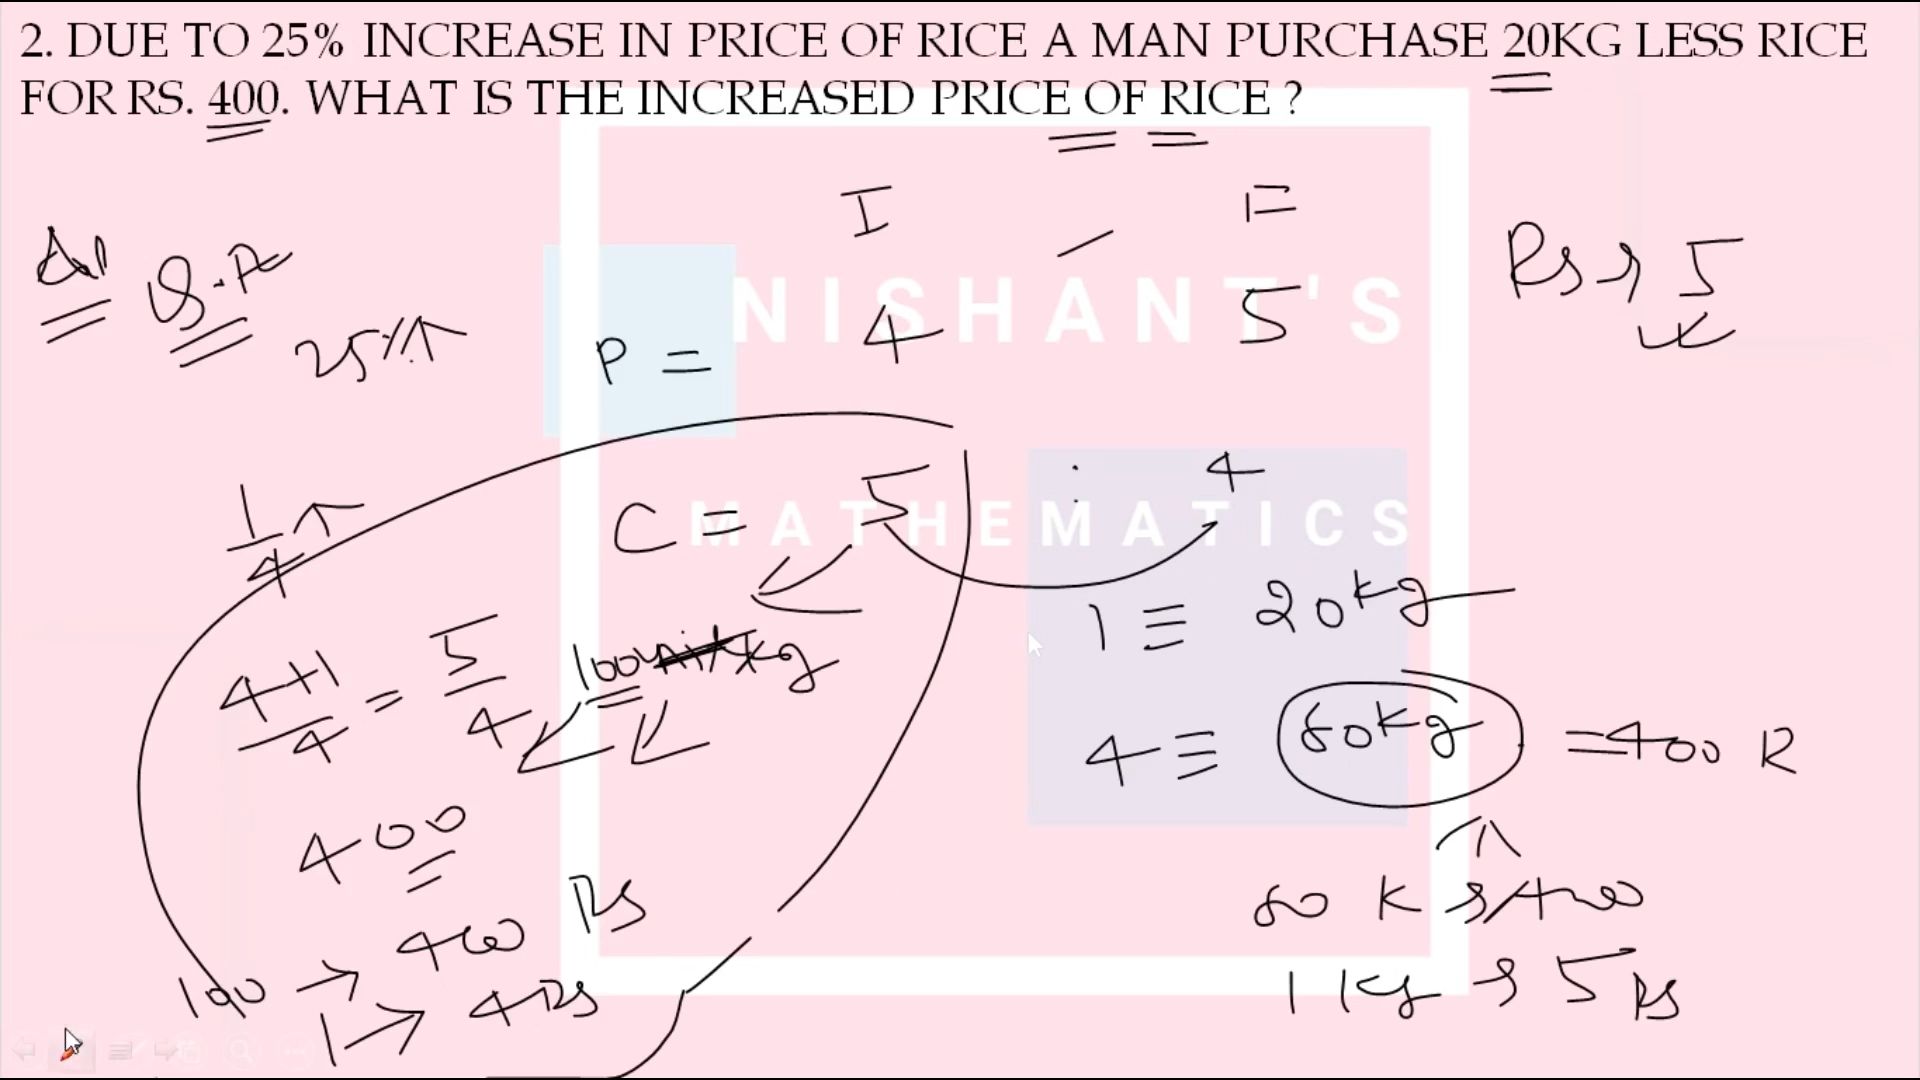 2. DUE TO 25% INCREASE IN PRICE OF RICE A MAN PURCHASE 20KG LESS RICE
FOR RS. 400. WHAT IS THE INCREASED PRICE OF RICE ?
I F
25%↑
P = 4 5
Rs 5
NISHANT'S
MATHEMATICS
C = 5 : 4
1/4 ↑
1 ≡ 20kg
4+1/4 = 5/4
100 kg
4 ≡ 80kg = 400 R
400
400 Rs
80 K 400
100 → 400
1 → 4 Rs
1 kg 5 Rs